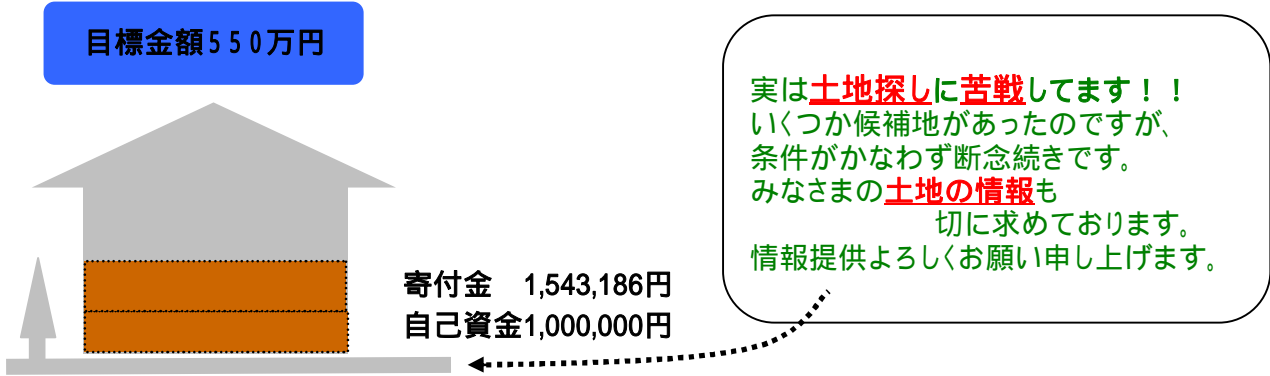 目標金額550万円
実は土地探しに苦戦してます！！
いくつか候補地があったのですが、
条件がかなわず断念続きです。
みなさまの土地の情報も
切に求めております。
情報提供よろしくお願い申し上げます。
寄付金　1,543,186円
自己資金1,000,000円